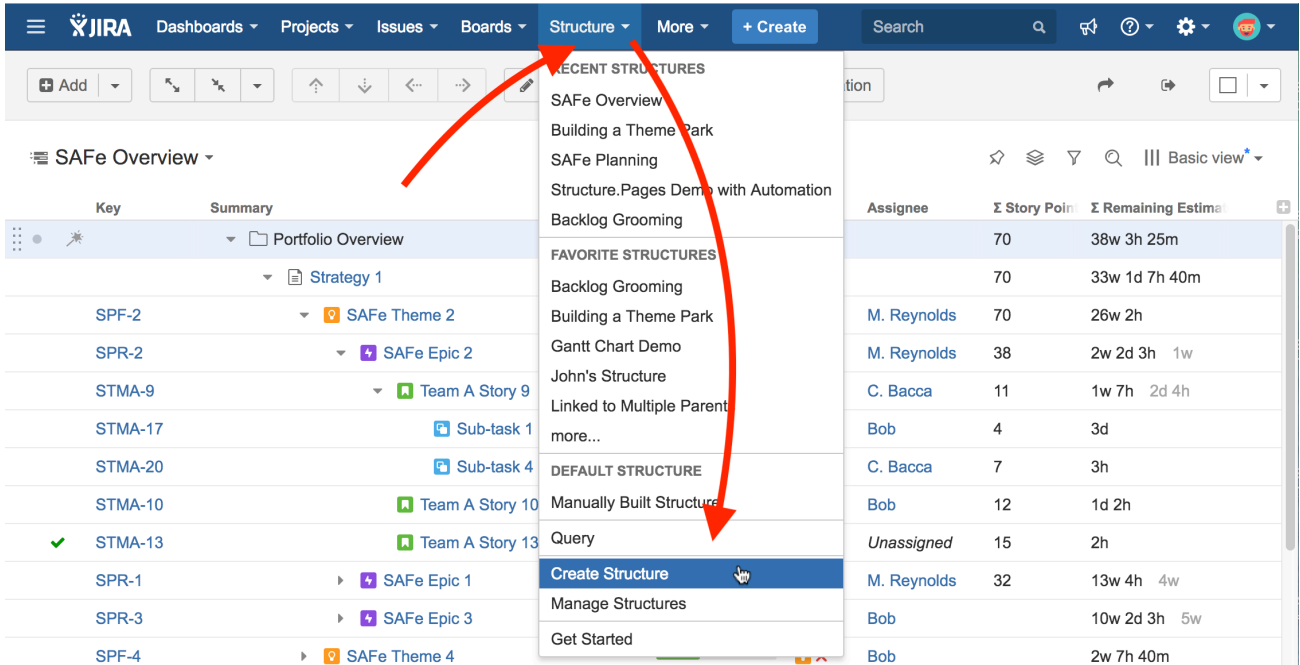 JIRA Dashboards Projects Issues Boards Structure More + Create Search
Add
tion
SAFe Overview
Basic view*
Key Summary Assignee Σ Story Poin Σ Remaining Estima
Portfolio Overview 70 38w 3h 25m
Strategy 1 70 33w 1d 7h 40m
SPF-2 SAFe Theme 2 M. Reynolds 70 26w 2h
SPR-2 SAFe Epic 2 M. Reynolds 38 2w 2d 3h 1w
STMA-9 Team A Story 9 C. Bacca 11 1w 7h 2d 4h
STMA-17 Sub-task 1 Bob 4 3d
STMA-20 Sub-task 4 C. Bacca 7 3h
STMA-10 Team A Story 10 Bob 12 1d 2h
STMA-13 Team A Story 13 Unassigned 15 2h
SPR-1 SAFe Epic 1 M. Reynolds 32 13w 4h 4w
SPR-3 SAFe Epic 3 Bob 10w 2d 3h 5w
SPF-4 SAFe Theme 4 Bob 2w 7h 40m
RECENT STRUCTURES
SAFe Overview
Building a Theme Park
SAFe Planning
Structure.Pages Demo with Automation
Backlog Grooming
FAVORITE STRUCTURES
Backlog Grooming
Building a Theme Park
Gantt Chart Demo
John's Structure
Linked to Multiple Parent
more...
DEFAULT STRUCTURE
Manually Built Structure
Query
Create Structure
Manage Structures
Get Started